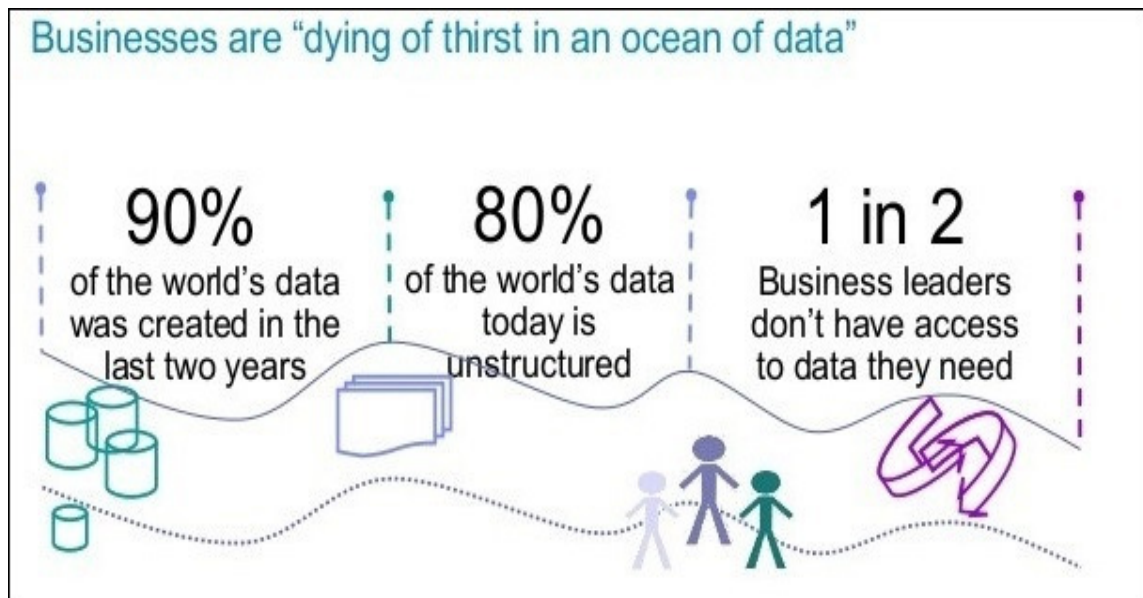 Businesses are “dying of thirst in an ocean of data”
90%
of the world’s data
was created in the
last two years
80%
of the world’s data
today is
unstructured
1 in 2
Business leaders
don’t have access
to data they need